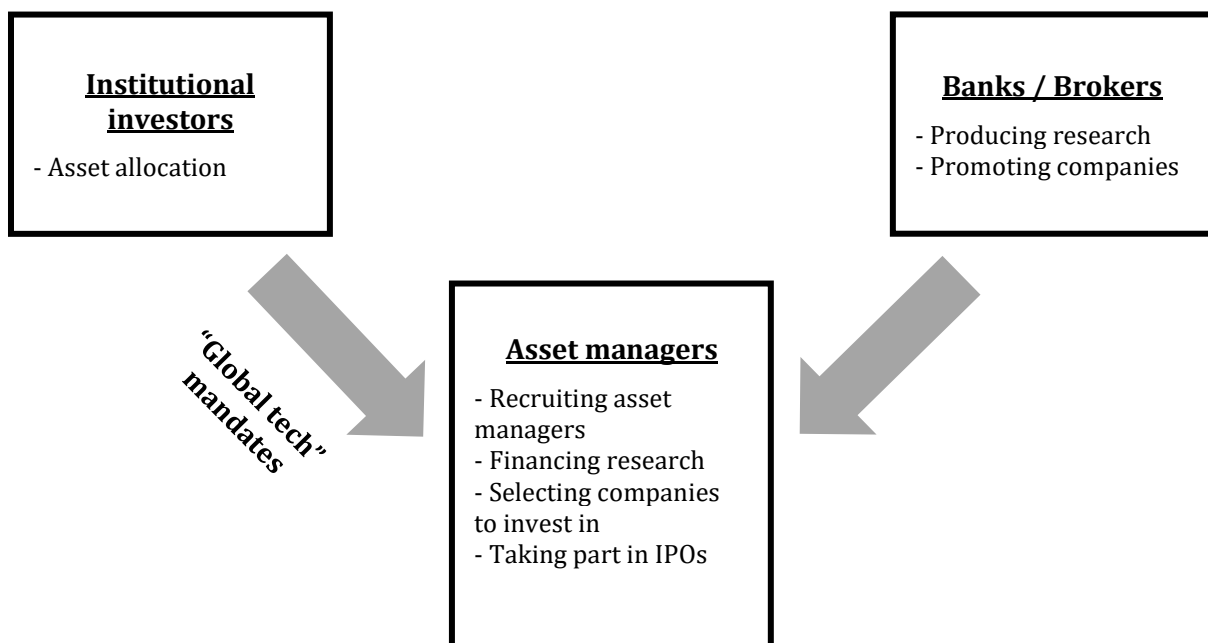 Institutional
investors
- Asset allocation
Banks / Brokers
- Producing research
- Promoting companies
“Global tech”
mandates
Asset managers
- Recruiting asset
managers
- Financing research
- Selecting companies
to invest in
- Taking part in IPOs